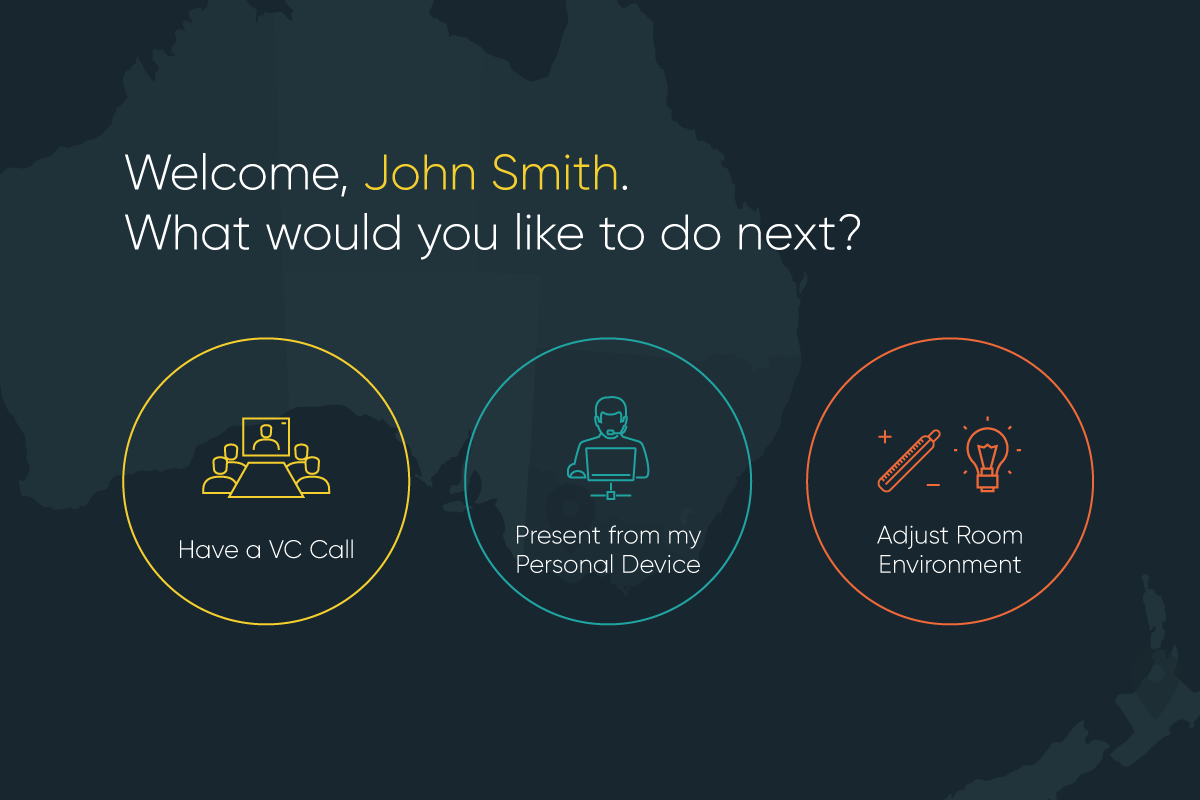 Welcome, John Smith.
What would you like to do next?
Have a VC Call
Present from my
Personal Device
Adjust Room
Environment